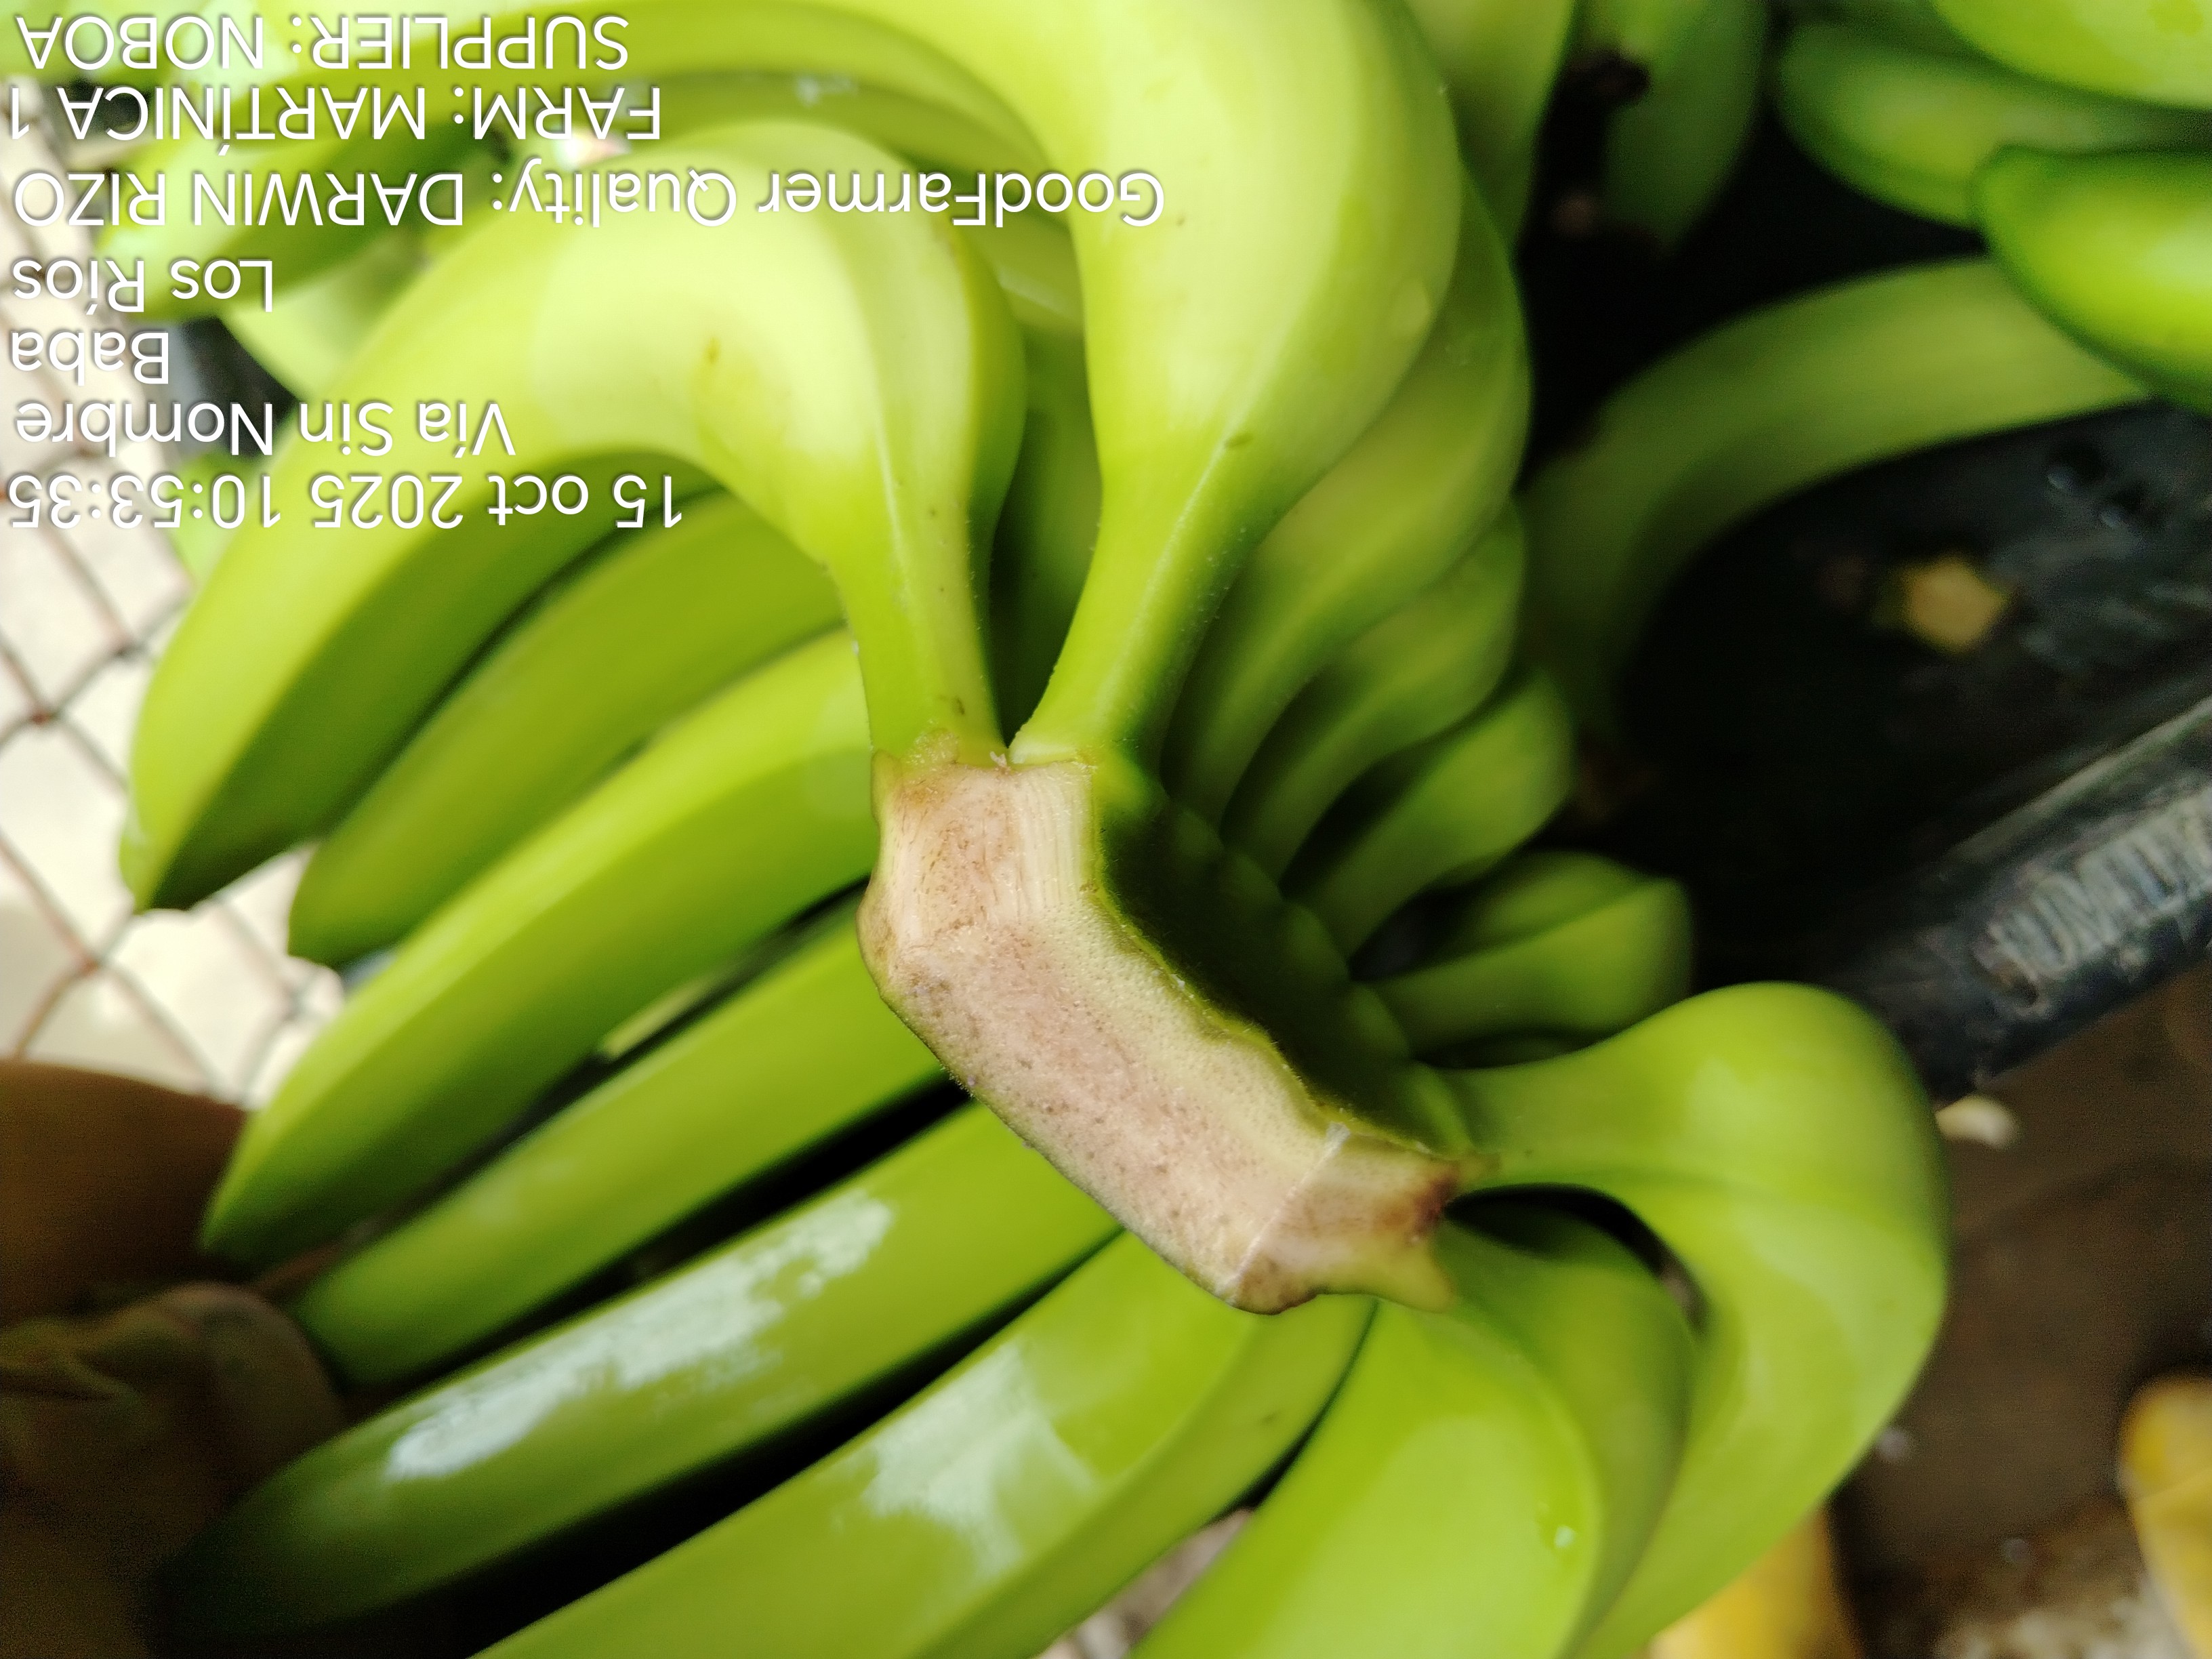 15 oct 2025 10:53:35
Vía Sin Nombre
Baba
Los Ríos
GoodFarmer Quality: DARWIN RIZO
FARM: MARTÍNICA 1
SUPPLIER: NOBOA